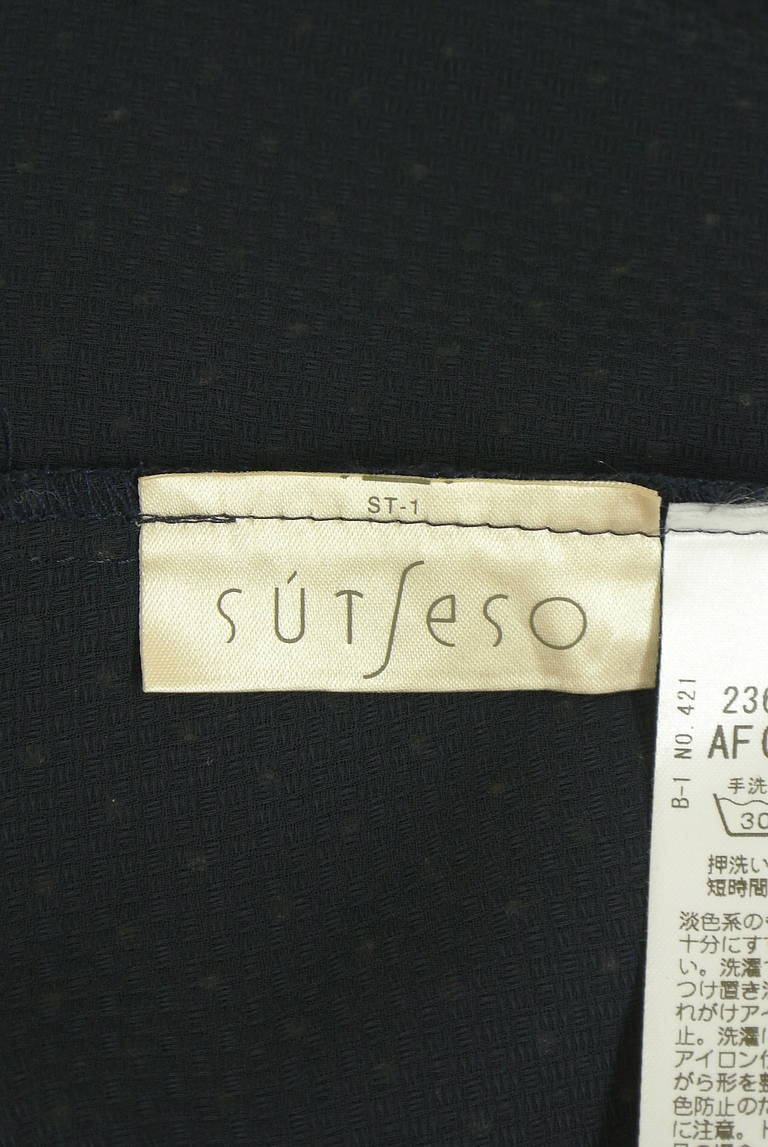 ST-1
SÚTSeSO
B-1 NO.421
236
AF
手洗
30
押洗い
短時間
淡色系の
十分にす
い。洗濯
つけ置き
れがけア
止。洗濯
アイロン
がら形を整
色防止のた
に注意。